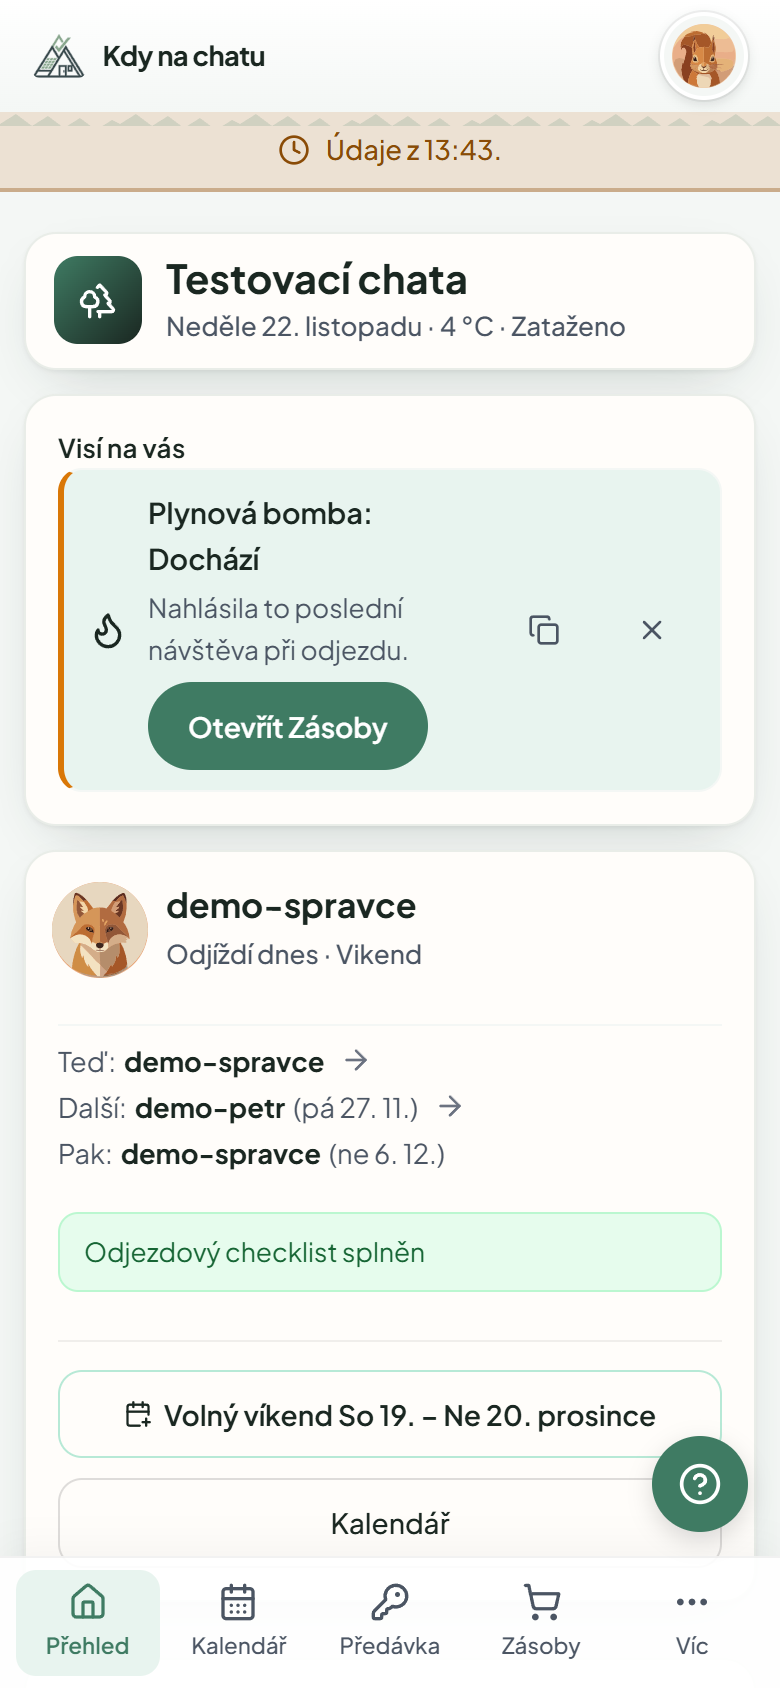 Kdy na chatu
Údaje z 13:43.
Testovací chata
Neděle 22. listopadu · 4 °C · Zataženo
Visí na vás
Plynová bomba:
Dochází
Nahlásila to poslední
návštěva při odjezdu.
Otevřít Zásoby
demo-spravce
Odjíždí dnes · Vikend
Teď: demo-spravce →
Další: demo-petr (pá 27. 11.) →
Pak: demo-spravce (ne 6. 12.)
Odjezdový checklist splněn
Volný víkend So 19. – Ne 20. prosince
Kalendář
Přehled
Kalendář
Předávka
Zásoby
Víc